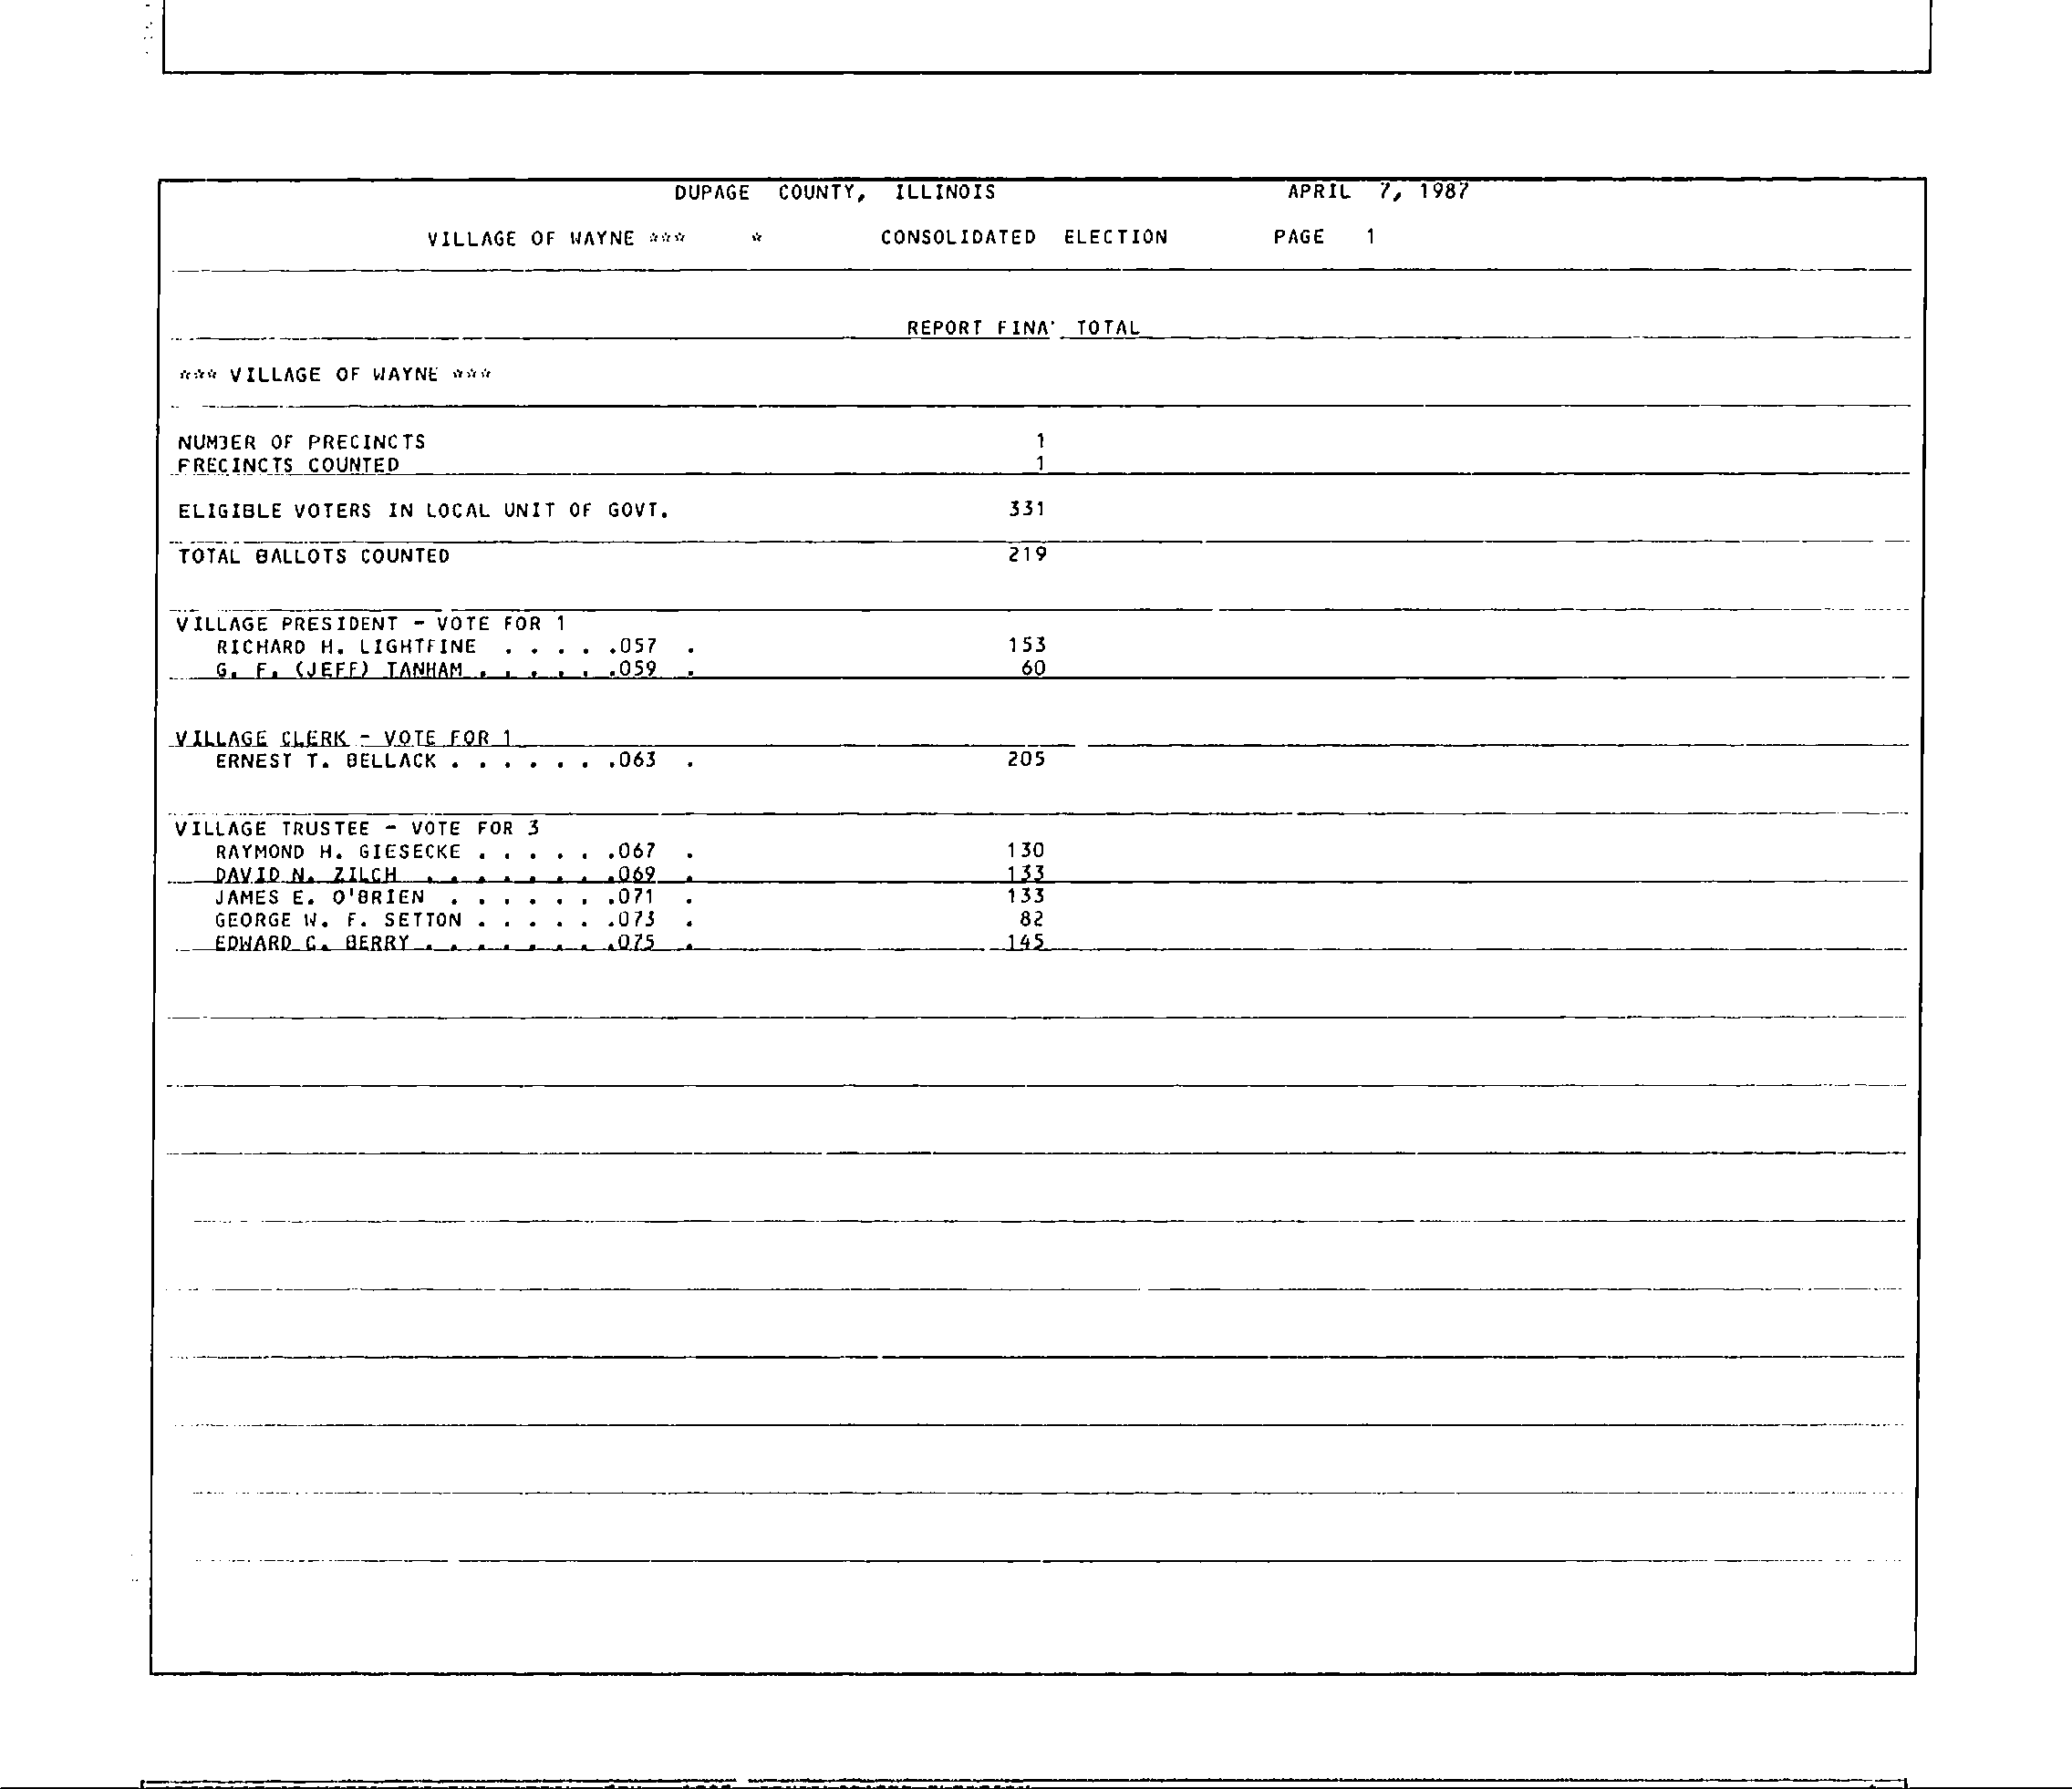 DUPAGE COUNTY, ILLINOIS APRIL 7, 1987
VILLAGE OF WAYNE *** * CONSOLIDATED ELECTION PAGE 1
REPORT FINA' TOTAL
*** VILLAGE OF WAYNE ***
NUMBER OF PRECINCTS 1
PRECINCTS COUNTED 1
ELIGIBLE VOTERS IN LOCAL UNIT OF GOVT. 331
TOTAL BALLOTS COUNTED 219
VILLAGE PRESIDENT - VOTE FOR 1
RICHARD H. LIGHTFINE . . . . .057 . 153
G. F. (JEFF) TANHAM . . . . . .059 . 60
VILLAGE CLERK - VOTE FOR 1
ERNEST T. BELLACK . . . . . . .063 . 205
VILLAGE TRUSTEE - VOTE FOR 3
RAYMOND H. GIESECKE . . . . . .067 . 130
DAVID N. ZILCH . . . . . . . .069 . 133
JAMES E. O'BRIEN . . . . . . .071 . 133
GEORGE W. F. SETTON . . . . . .073 . 82
EDWARD C. BERRY . . . . . . . .075 . 145